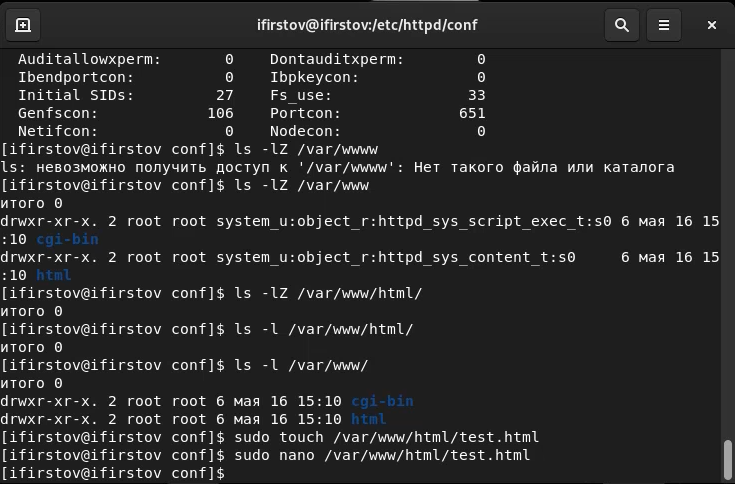 ifirstov@ifirstov:/etc/httpd/conf
Auditallowxperm: 0 Dontauditxperm: 0
Ibendportcon: 0 Ibpkeycon: 0
Initial SIDs: 27 Fs_use: 33
Genfscon: 106 Portcon: 651
Netifcon: 0 Nodecon: 0
[ifirstov@ifirstov conf]$ ls -lZ /var/wwww
ls: невозможно получить доступ к '/var/wwww': Нет такого файла или каталога
[ifirstov@ifirstov conf]$ ls -lZ /var/www
итого 0
drwxr-xr-x. 2 root root system_u:object_r:httpd_sys_script_exec_t:s0 6 мая 16 15
:10 cgi-bin
drwxr-xr-x. 2 root root system_u:object_r:httpd_sys_content_t:s0 6 мая 16 15
:10 html
[ifirstov@ifirstov conf]$ ls -lZ /var/www/html/
итого 0
[ifirstov@ifirstov conf]$ ls -l /var/www/html/
итого 0
[ifirstov@ifirstov conf]$ ls -l /var/www/
итого 0
drwxr-xr-x. 2 root root 6 мая 16 15:10 cgi-bin
drwxr-xr-x. 2 root root 6 мая 16 15:10 html
[ifirstov@ifirstov conf]$ sudo touch /var/www/html/test.html
[ifirstov@ifirstov conf]$ sudo nano /var/www/html/test.html
[ifirstov@ifirstov conf]$